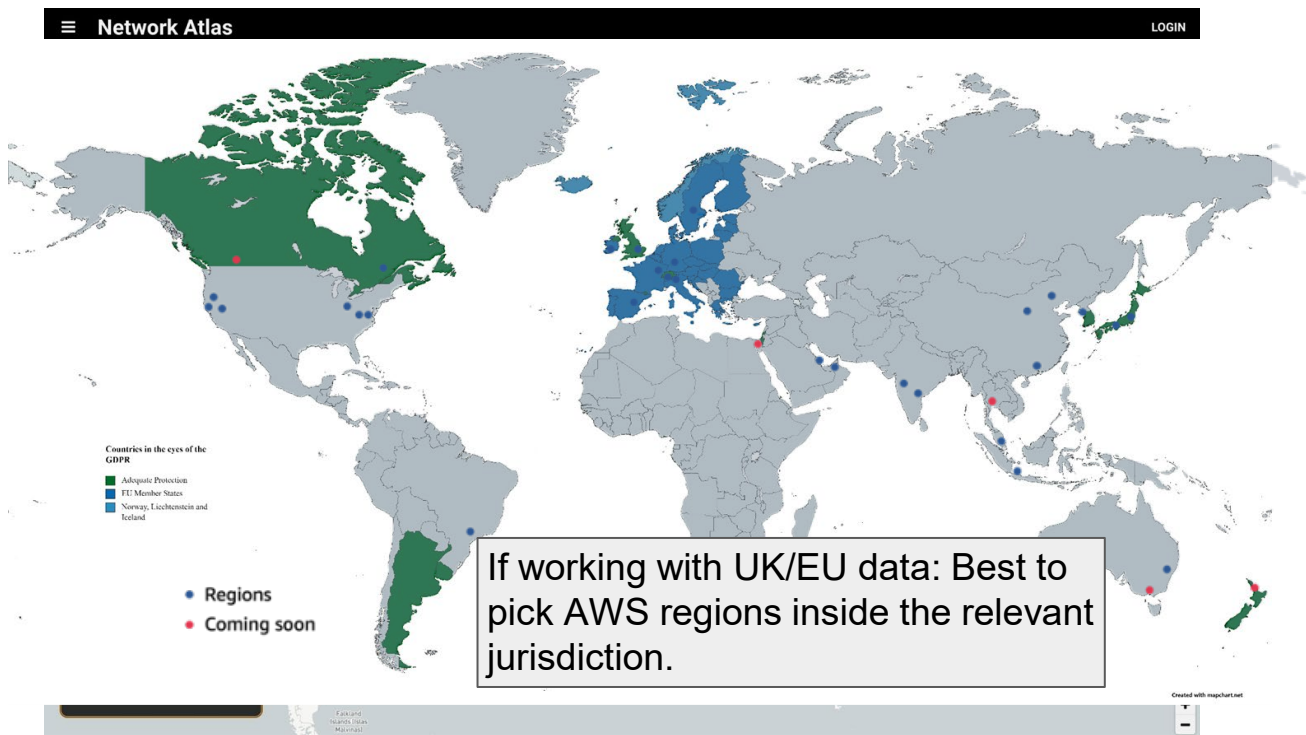 Network Atlas
LOGIN
Countries in the eyes of the
GDPR
Adequate Protection
EU Member States
Norway, Liechtenstein and
Iceland
Regions
Coming soon
If working with UK/EU data: Best to
pick AWS regions inside the relevant
jurisdiction.
Created with mapchart.net
Falkland
Islands (Islas
Malvinas)
+
−